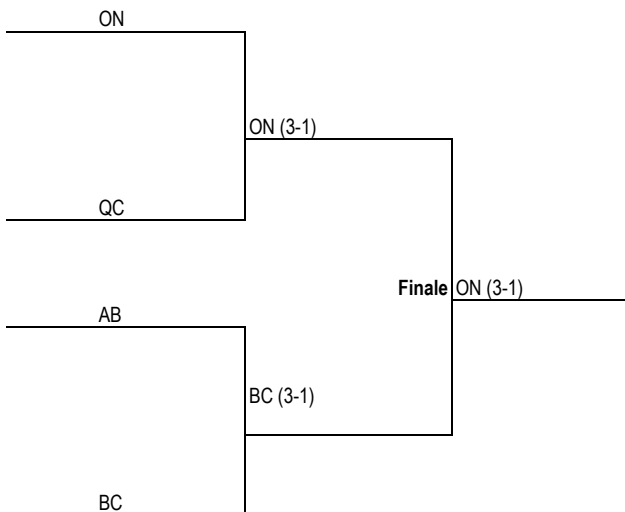 ON
ON (3-1)
QC
Finale ON (3-1)
AB
BC (3-1)
BC